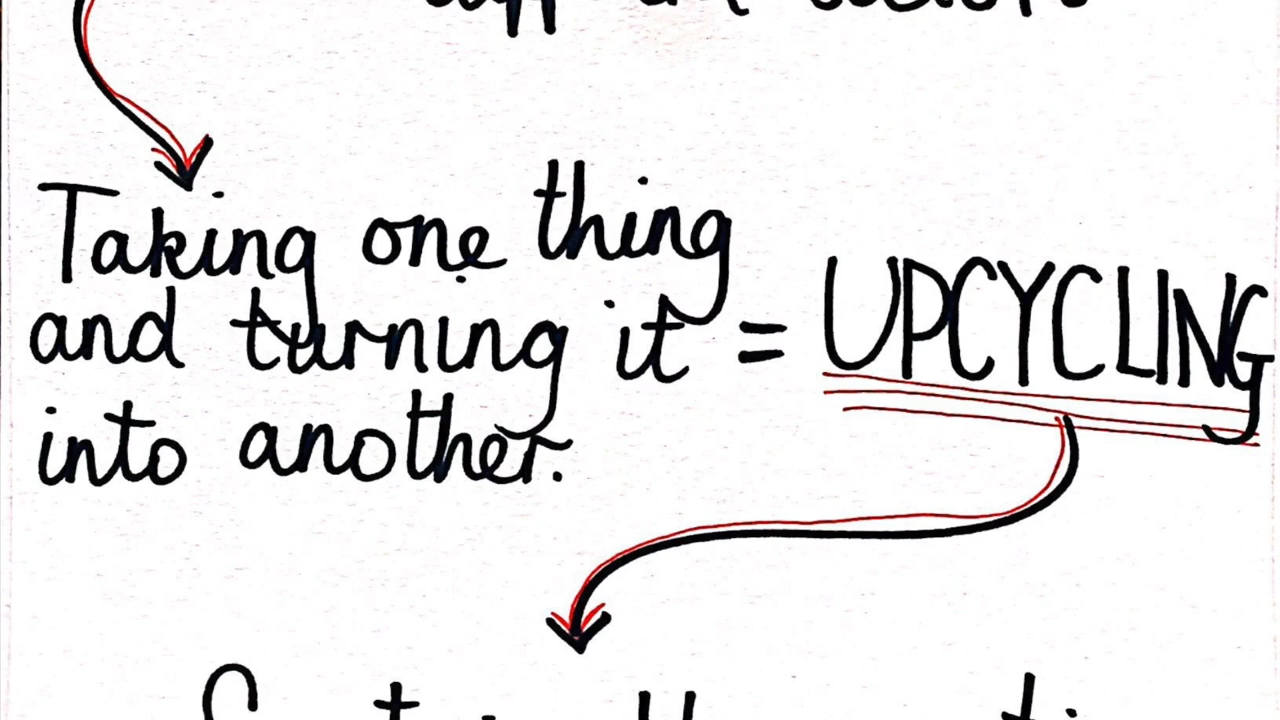 Taking one thing
and turning it = UPCYCLING
into another.